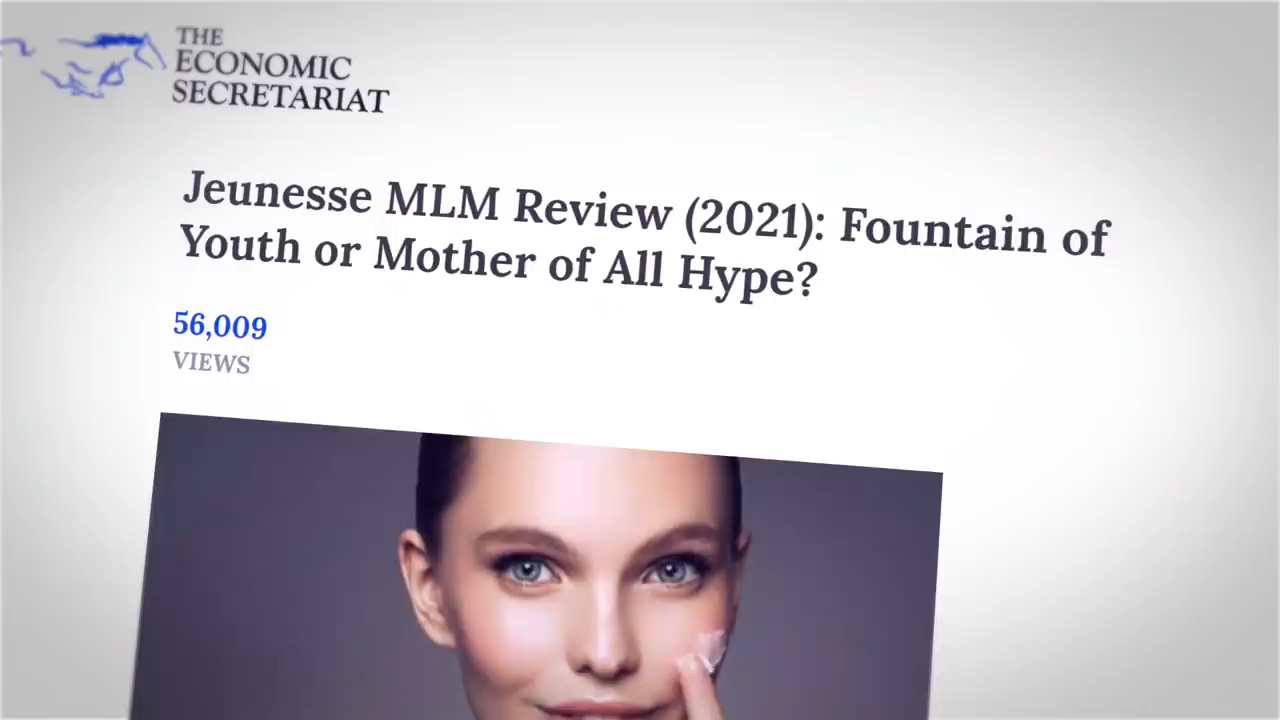 THE
ECONOMIC
SECRETARIAT
Jeunesse MLM Review (2021): Fountain of
Youth or Mother of All Hype?
56,009
VIEWS